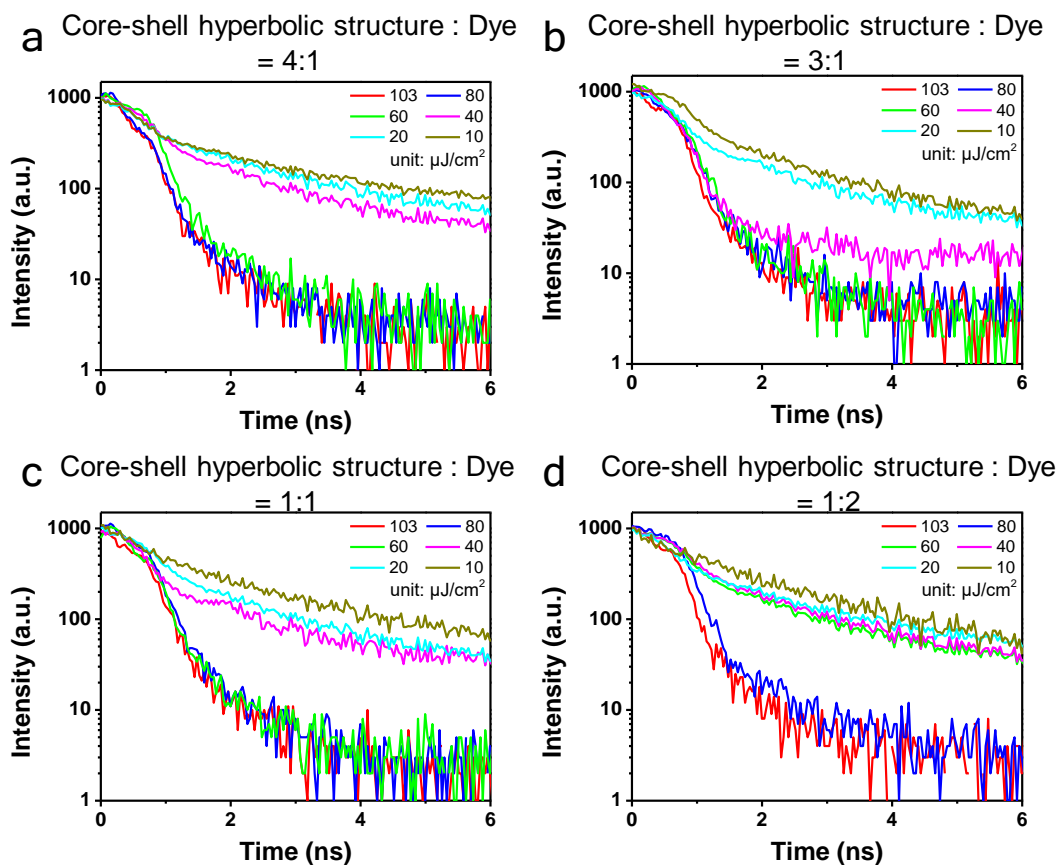 a
Core-shell hyperbolic structure : Dye
= 4:1
1000
100
10
1
Intensity (a.u.)
103 80
60 40
20 10
unit: µJ/cm²
0 2 4 6
Time (ns)
b
Core-shell hyperbolic structure : Dye
= 3:1
1000
100
10
1
Intensity (a.u.)
103 80
60 40
20 10
unit: µJ/cm²
0 2 4 6
Time (ns)
c
Core-shell hyperbolic structure : Dye
= 1:1
1000
100
10
1
Intensity (a.u.)
103 80
60 40
20 10
unit: µJ/cm²
0 2 4 6
Time (ns)
d
Core-shell hyperbolic structure : Dye
= 1:2
1000
100
10
1
Intensity (a.u.)
103 80
60 40
20 10
unit: µJ/cm²
0 2 4 6
Time (ns)